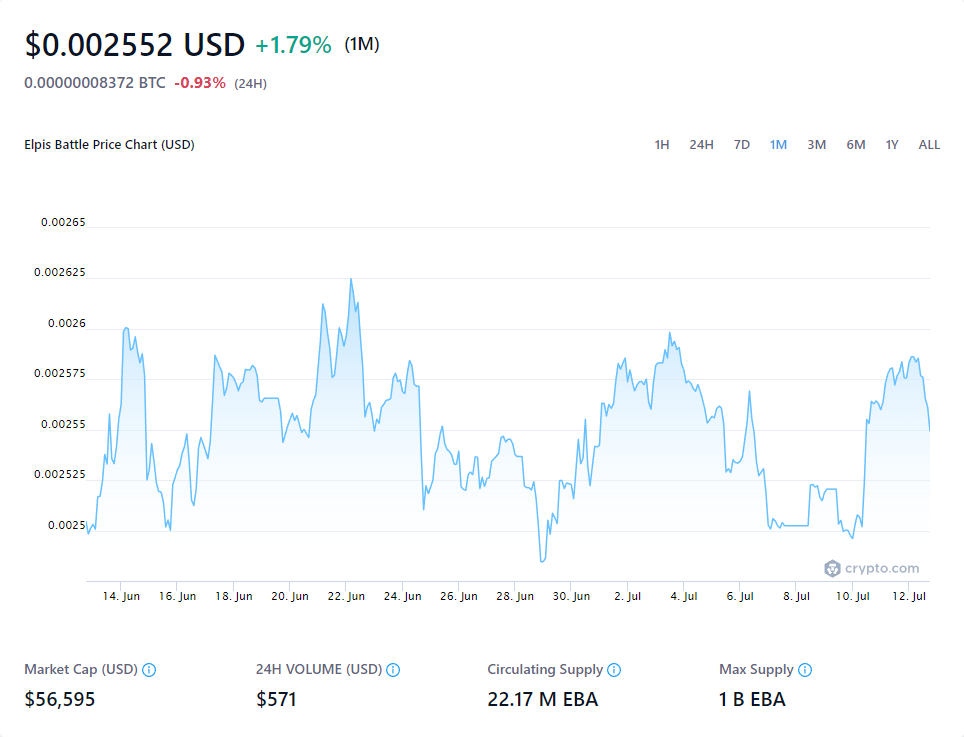 $0.002552 USD +1.79% (1M)
0.00000008372 BTC -0.93% (24H)
Elpis Battle Price Chart (USD) 1H 24H 7D 1M 3M 6M 1Y ALL
0.00265
0.002625
0.0026
0.002575
0.00255
0.002525
0.0025
crypto.com
14. Jun 16. Jun 18. Jun 20. Jun 22. Jun 24. Jun 26. Jun 28. Jun 30. Jun 2. Jul 4. Jul 6. Jul 8. Jul 10. Jul 12. Jul
Market Cap (USD) 24H VOLUME (USD) Circulating Supply Max Supply
$56,595 $571 22.17 M EBA 1 B EBA